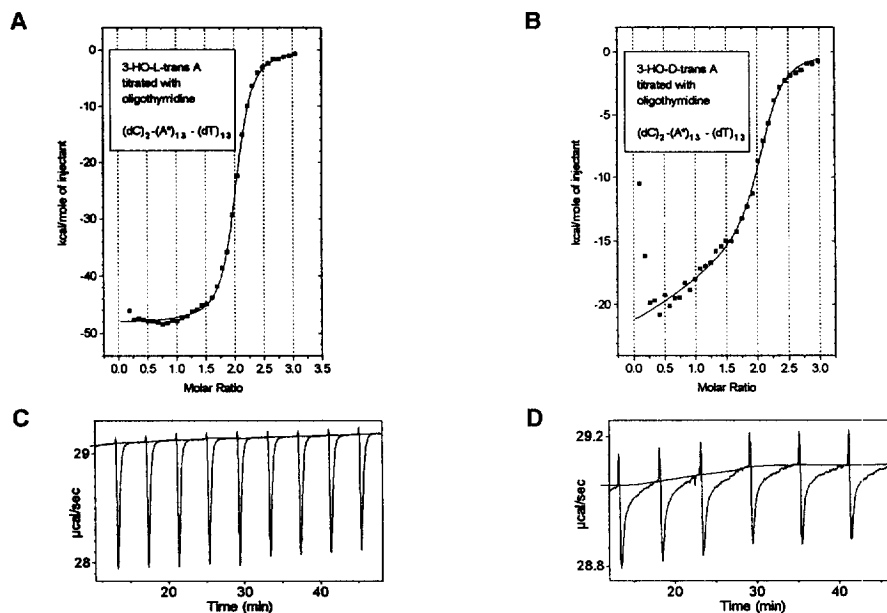 A
kcal/mole of injectant
0
-10
-20
-30
-40
-50
3-HO-L-trans A
titrated with
oligothyridine
(dC)2-(A*)13 - (dT)13
0.0 0.5 1.0 1.5 2.0 2.5 3.0 3.5
Molar Ratio
B
kcal/mole of injectant
0
-5
-10
-15
-20
3-HO-D-trans A
titrated with
oligothyridine
(dC)2-(A*)13 - (dT)13
0.0 0.5 1.0 1.5 2.0 2.5 3.0
Molar Ratio
C
µcal/sec
29
28
20 30 40
Time (min)
D
µcal/sec
29.2
28.8
20 30 40
Time (min)